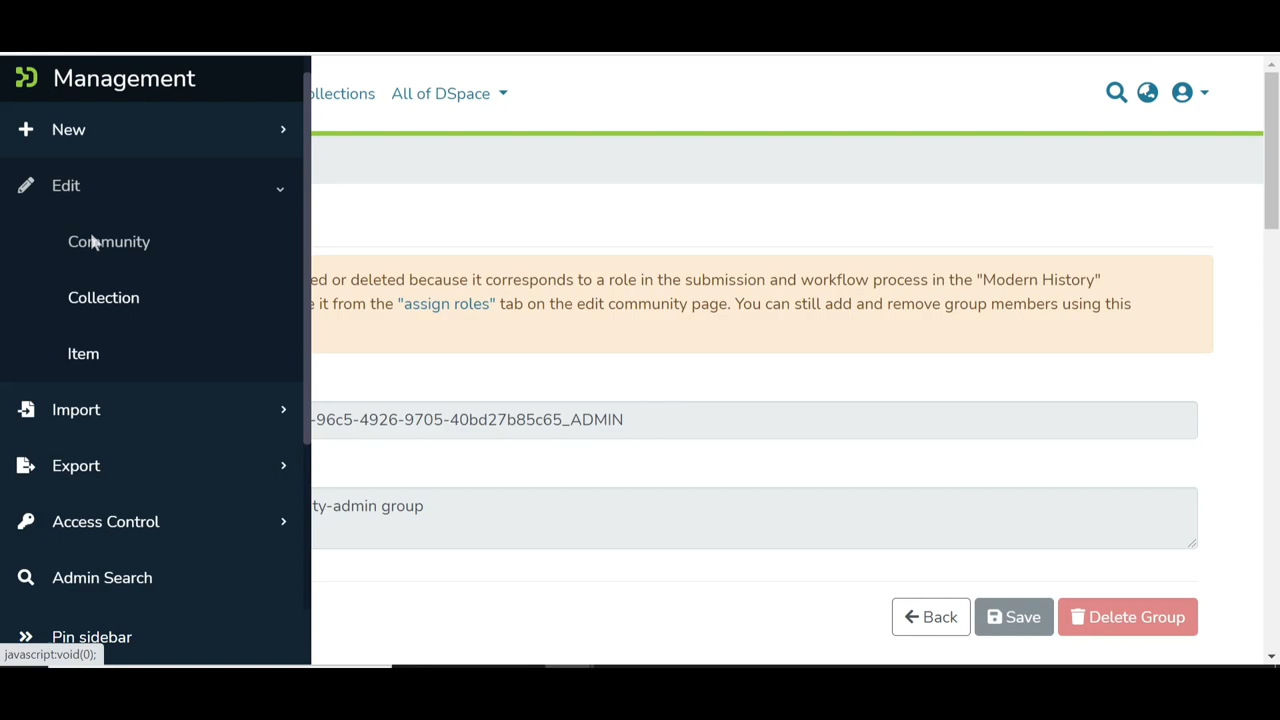 Management
ollections All of DSpace
New
Edit
Community
Collection
Item
Import
Export
Access Control
Admin Search
Pin sidebar
javascript:void(0);
ed or deleted because it corresponds to a role in the submission and workflow process in the "Modern History"
e it from the "assign roles" tab on the edit community page. You can still add and remove group members using this
-96c5-4926-9705-40bd27b85c65_ADMIN
ty-admin group
Back Save Delete Group